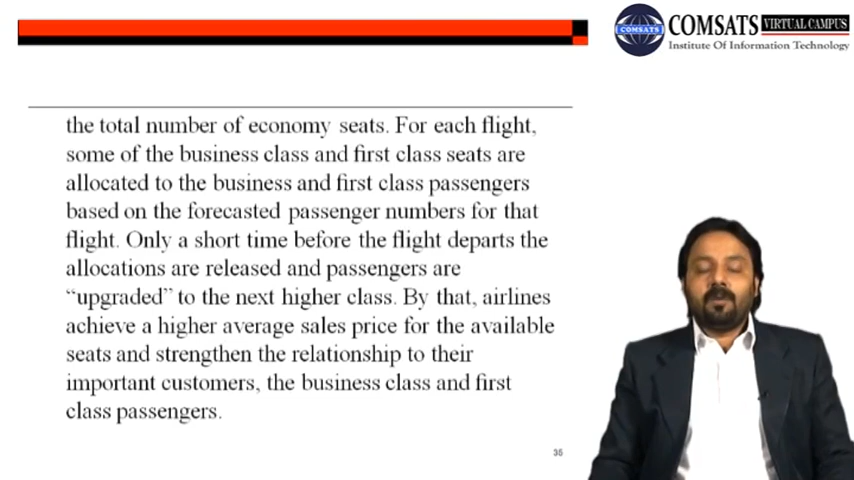 COMSATS VIRTUAL CAMPUS
COMSATS
Institute Of Information Technology
the total number of economy seats. For each flight,
some of the business class and first class seats are
allocated to the business and first class passengers
based on the forecasted passenger numbers for that
flight. Only a short time before the flight departs the
allocations are released and passengers are
“upgraded” to the next higher class. By that, airlines
achieve a higher average sales price for the available
seats and strengthen the relationship to their
important customers, the business class and first
class passengers.
35